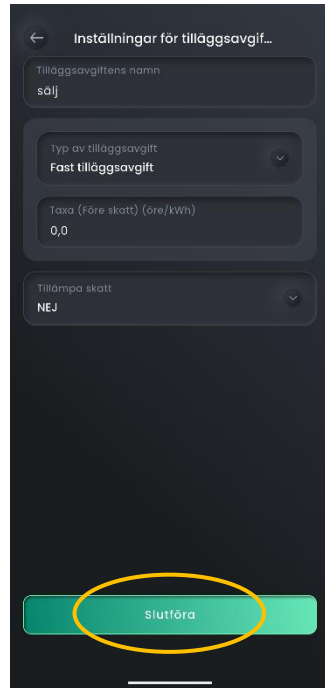 Inställningar för tilläggsavgif...
Tilläggsavgiftens namn
sälj
Typ av tilläggsavgift
Fast tilläggsavgift
Taxa (Före skatt) (öre/kWh)
0,0
Tillämpa skatt
NEJ
Slutföra